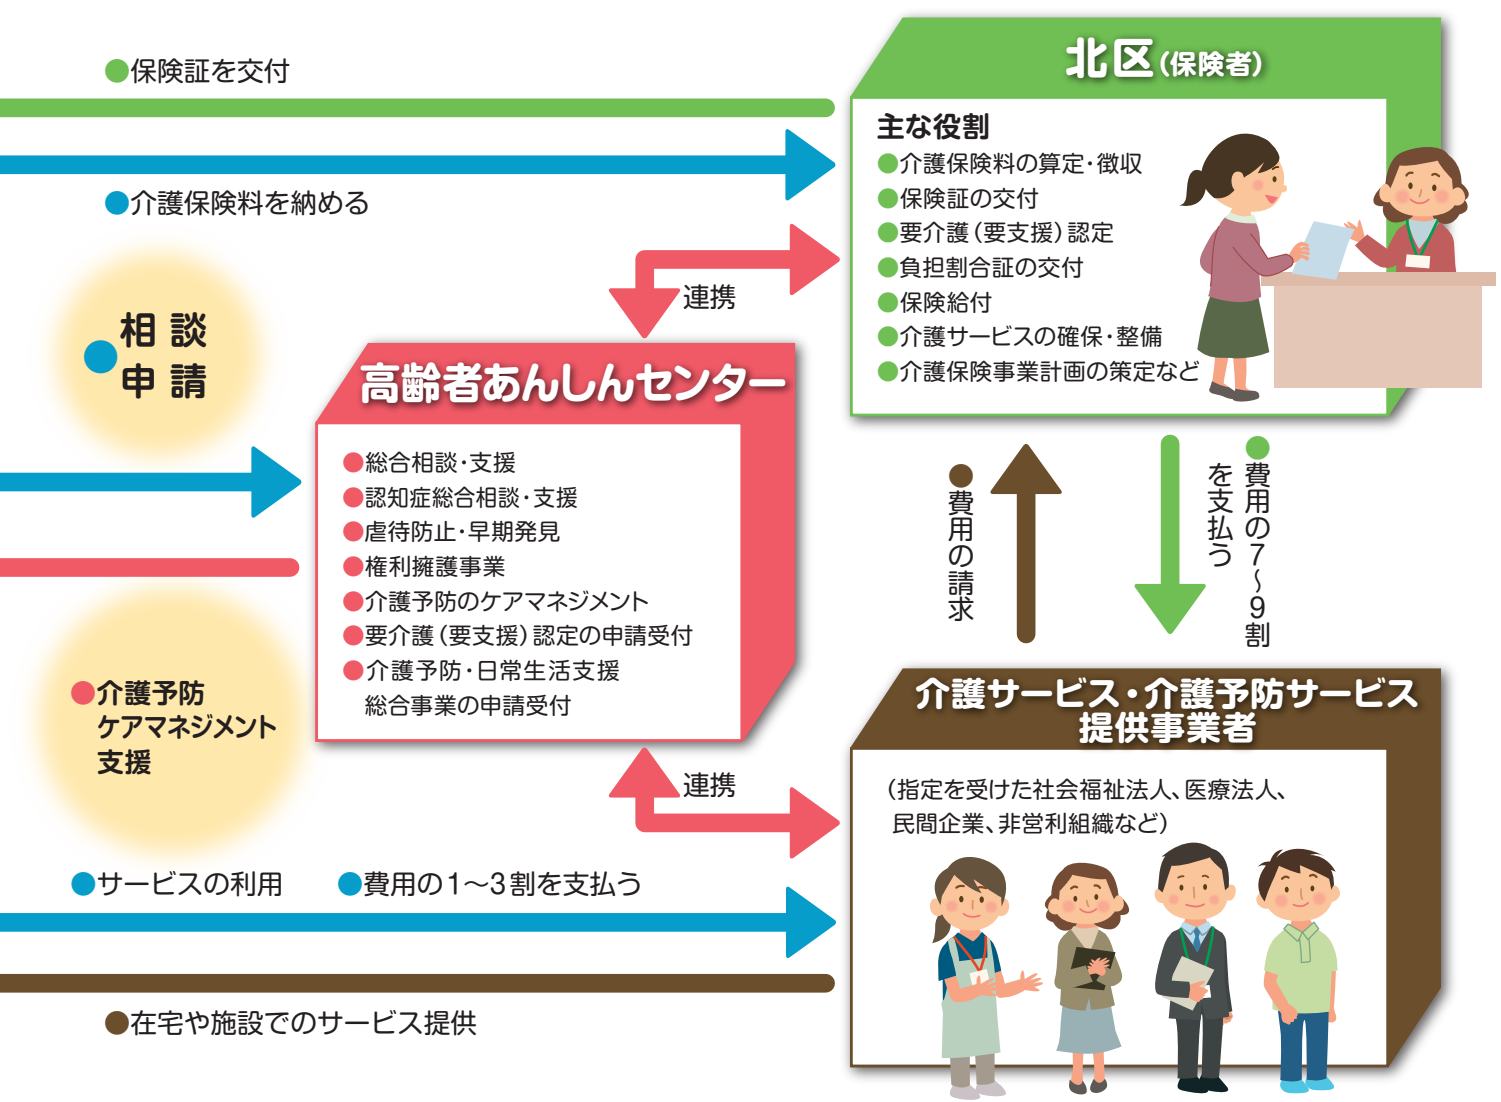 ●保険証を交付
●介護保険料を納める
●相談
申請
●介護予防
ケアマネジメント
支援
●サービスの利用
●費用の1～3割を支払う
●在宅や施設でのサービス提供
連携
高齢者あんしんセンター
●総合相談・支援
●認知症総合相談・支援
●虐待防止・早期発見
●権利擁護事業
●介護予防のケアマネジメント
●要介護(要支援)認定の申請受付
●介護予防・日常生活支援
総合事業の申請受付
連携
北区(保険者)
主な役割
●介護保険料の算定・徴収
●保険証の交付
●要介護(要支援)認定
●負担割合証の交付
●保険給付
●介護サービスの確保・整備
●介護保険事業計画の策定など
●費用の請求
●費用の7～9割
を支払う
介護サービス・介護予防サービス
提供事業者
(指定を受けた社会福祉法人、医療法人、
民間企業、非営利組織など)